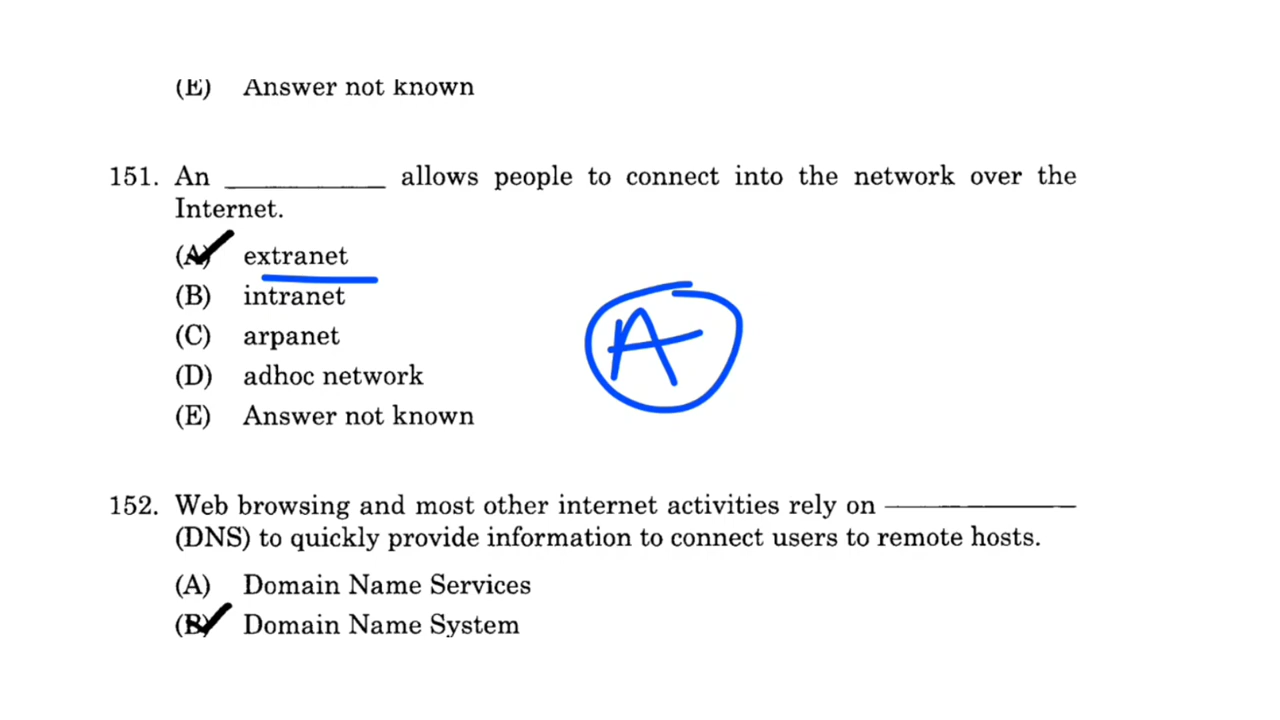 (E) Answer not known
151. An __________ allows people to connect into the network over the
Internet.
(A) extranet
(B) intranet
(C) arpanet
(D) adhoc network
(E) Answer not known
A
152. Web browsing and most other internet activities rely on __________
(DNS) to quickly provide information to connect users to remote hosts.
(A) Domain Name Services
(B) Domain Name System